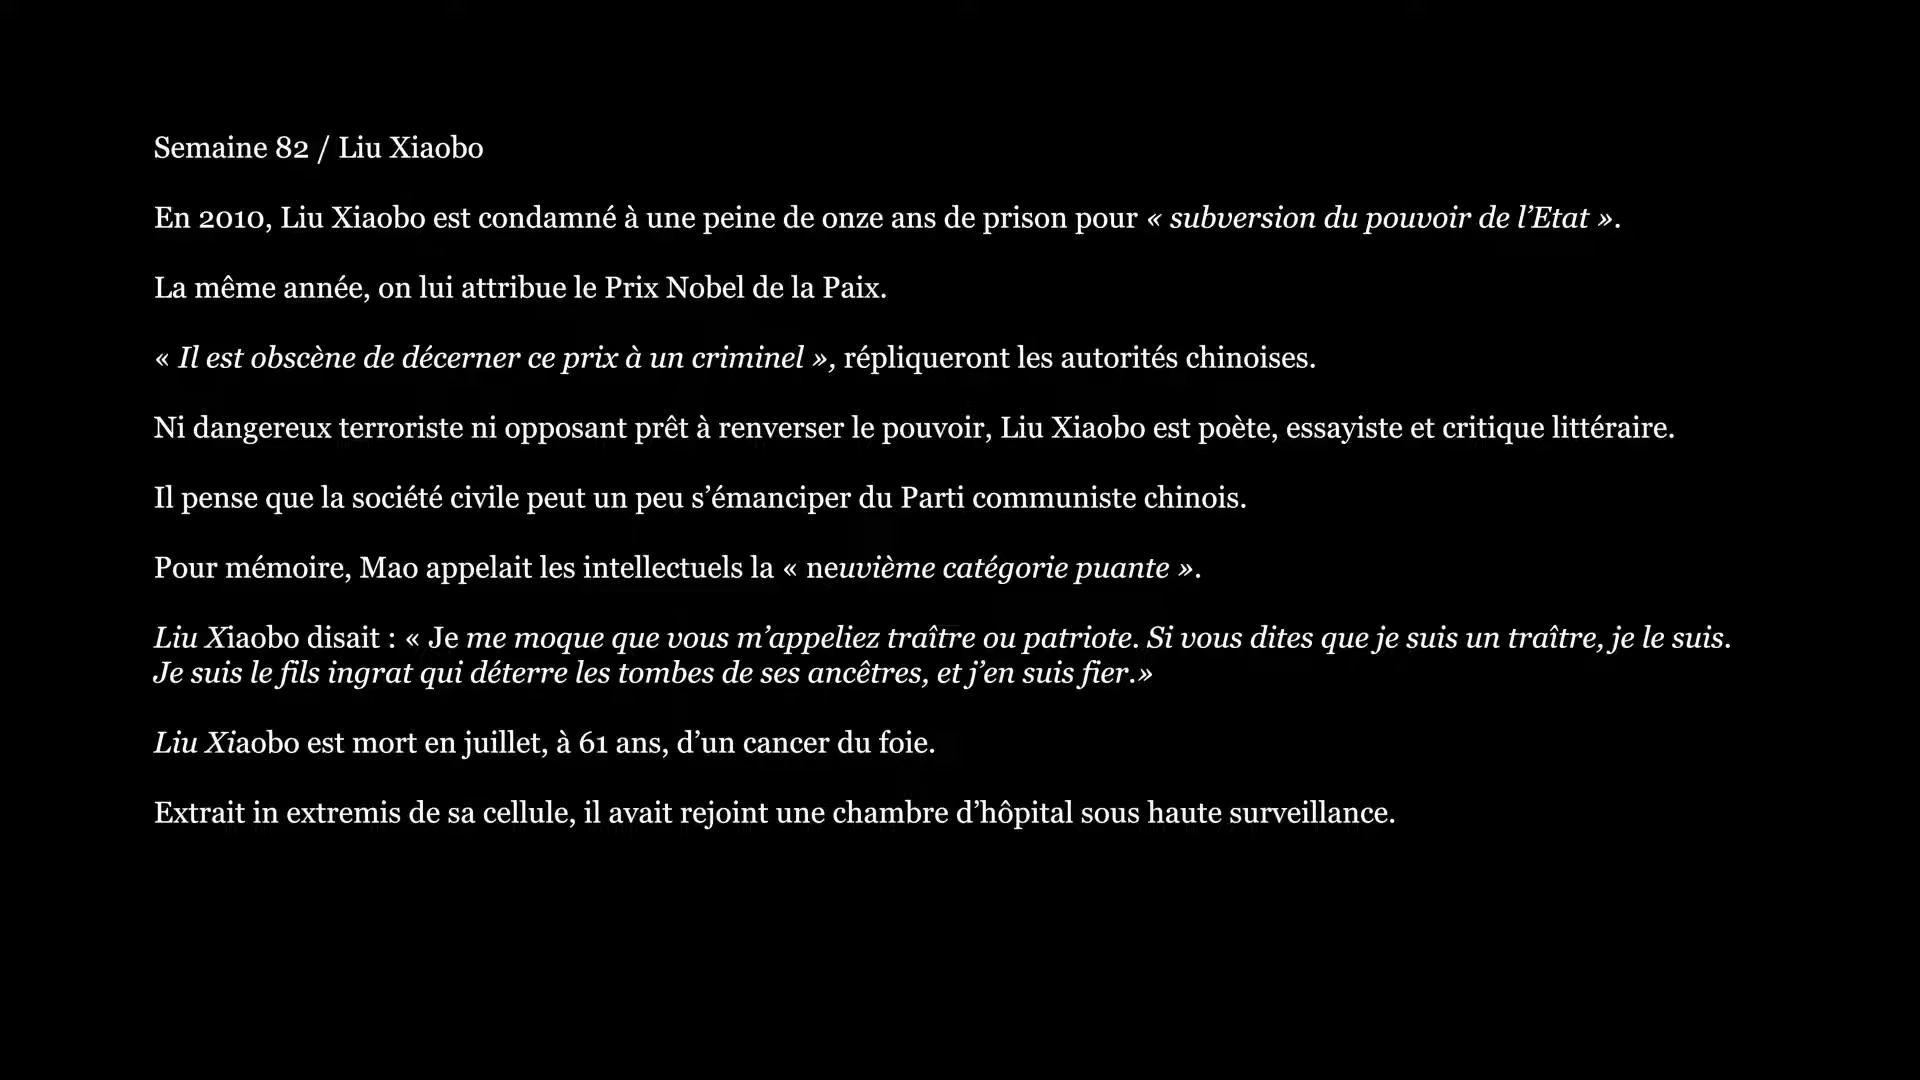 Semaine 82 / Liu Xiaobo
En 2010, Liu Xiaobo est condamné à une peine de onze ans de prison pour « subversion du pouvoir de l’Etat ».
La même année, on lui attribue le Prix Nobel de la Paix.
« Il est obscène de décerner ce prix à un criminel », répliqueront les autorités chinoises.
Ni dangereux terroriste ni opposant prêt à renverser le pouvoir, Liu Xiaobo est poète, essayiste et critique littéraire.
Il pense que la société civile peut un peu s’émanciper du Parti communiste chinois.
Pour mémoire, Mao appelait les intellectuels la « neuvième catégorie puante ».
Liu Xiaobo disait : « Je me moque que vous m’appeliez traître ou patriote. Si vous dites que je suis un traître, je le suis.
Je suis le fils ingrat qui déterre les tombes de ses ancêtres, et j’en suis fier.»
Liu Xiaobo est mort en juillet, à 61 ans, d’un cancer du foie.
Extrait in extremis de sa cellule, il avait rejoint une chambre d’hôpital sous haute surveillance.